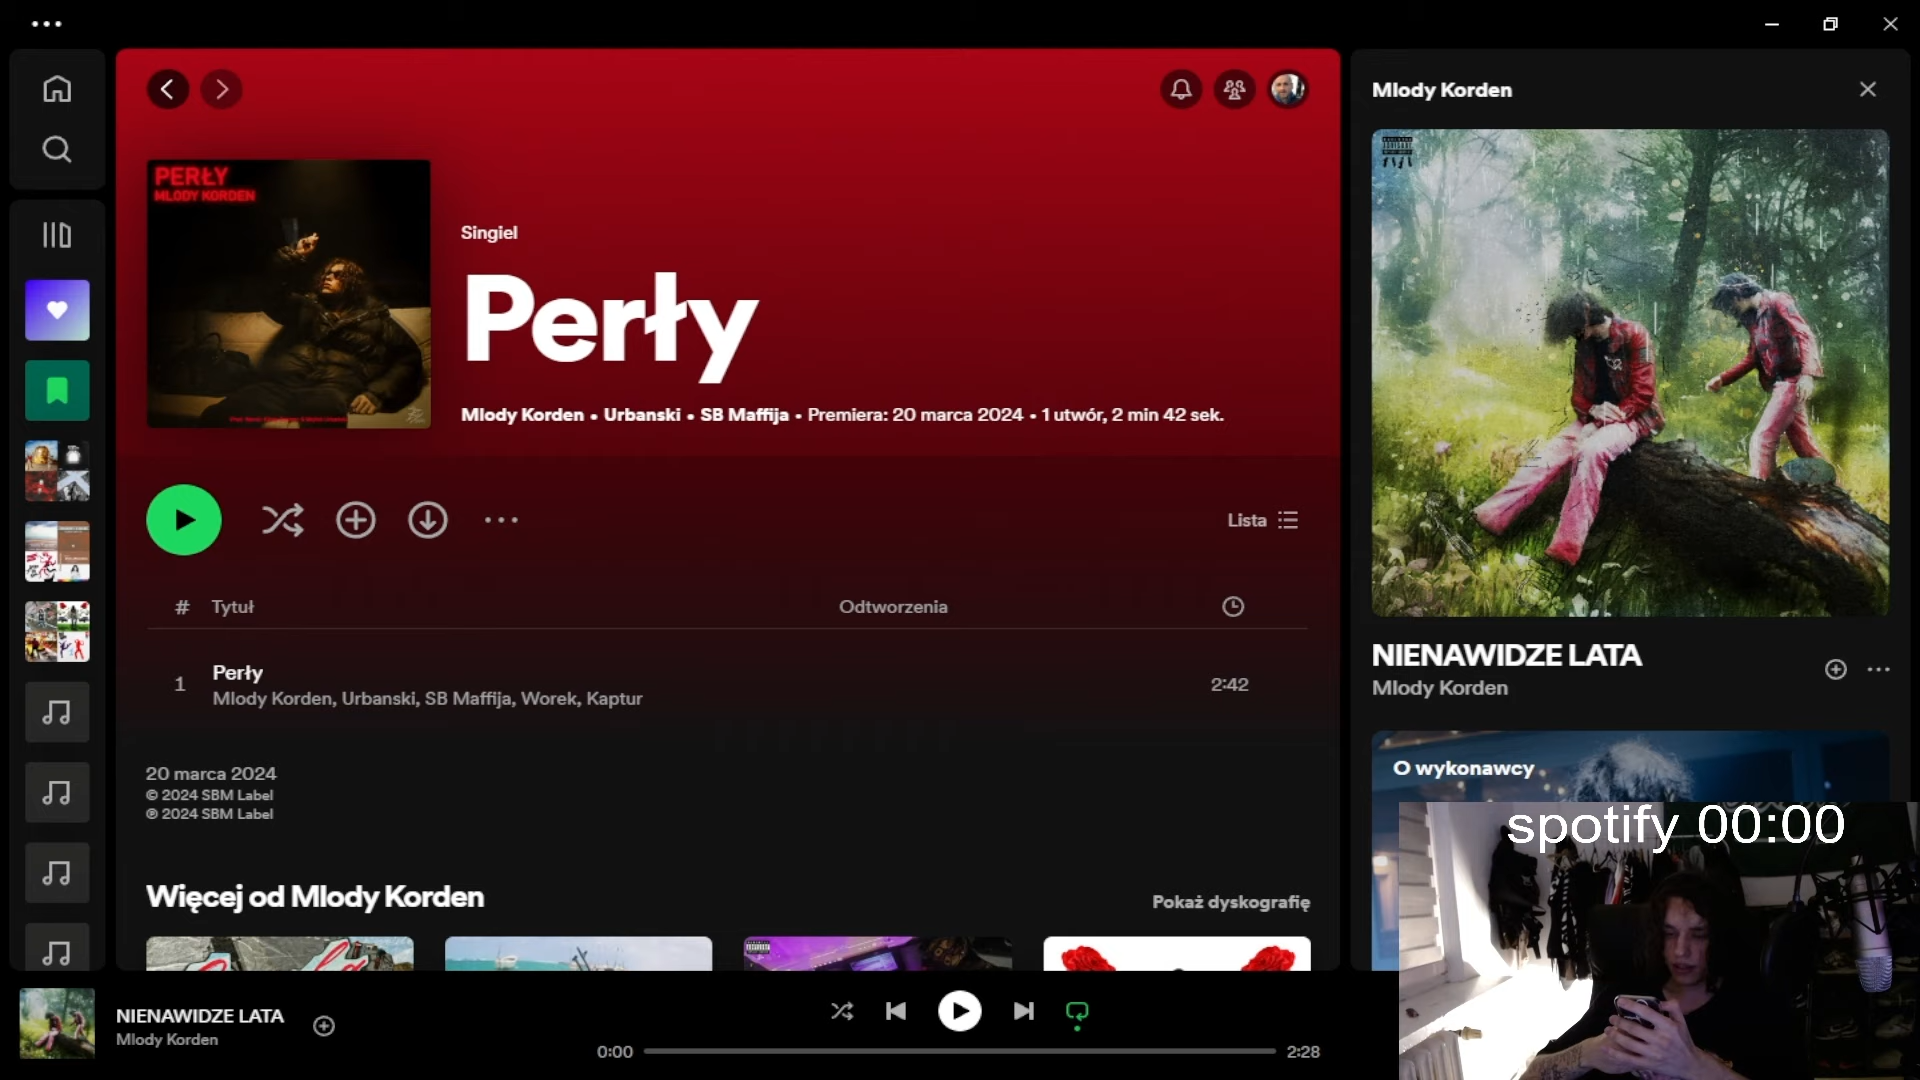 PERŁY
MLODY KORDEN
Singiel
Perły
Mlody Korden • Urbanski • SB Maffija • Premiera: 20 marca 2024 • 1 utwór, 2 min 42 sek.
Lista
# Tytuł Odtworzenia
1 Perły 2:42
Mlody Korden, Urbanski, SB Maffija, Worek, Kaptur
20 marca 2024
© 2024 SBM Label
℗ 2024 SBM Label
Więcej od Mlody Korden
Pokaż dyskografię
Mlody Korden
NIENAWIDZE LATA
Mlody Korden
O wykonawcy
spotify 00:00
NIENAWIDZE LATA
Mlody Korden
0:00 2:28